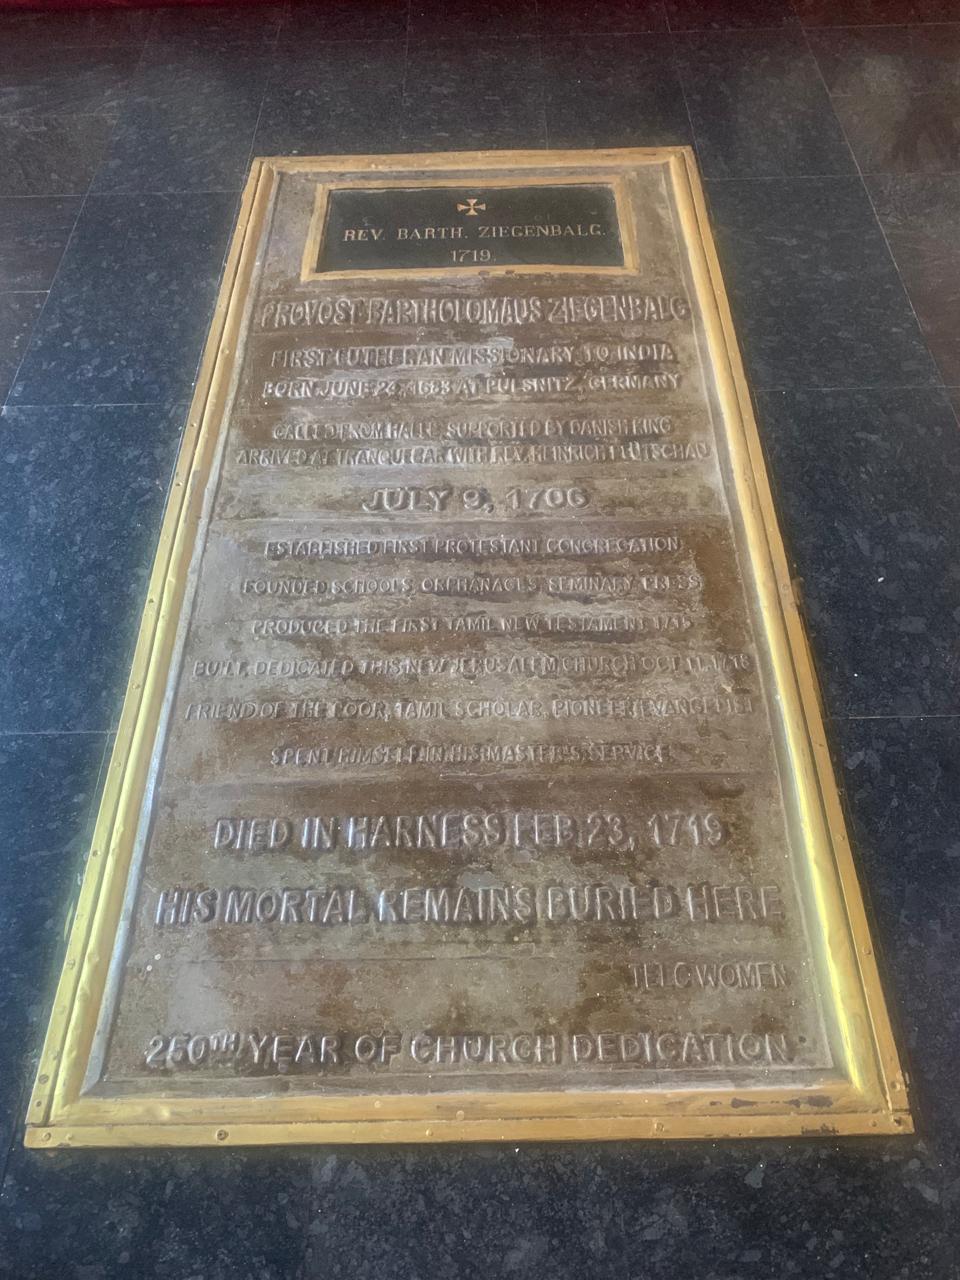 REV. BARTH. ZIEGENBALG.
1719.
PROVOST BARTHOLOMAUS ZIEGENBALG
FIRST LUTHERAN MISSIONARY TO INDIA
BORN JUNE 24, 1683 AT PULSNITZ, GERMANY
CALLED FROM HALLE SUPPORTED BY DANISH KING
ARRIVED AT TRANQUEBAR WITH REV. HEINRICH PLÜTSCHAU
JULY 9, 1706
ESTABLISHED FIRST PROTESTANT CONGREGATION
FOUNDED SCHOOLS, ORPHANAGES, SEMINARY, PRESS
PRODUCED THE FIRST TAMIL NEW TESTAMENT 1715
BUILT, DEDICATED THIS NEW JERUSALEM CHURCH OCT 11, 1718
FRIEND OF THE POOR, TAMIL SCHOLAR, PIONEER EVANGELIST
SPENT HIMSELF IN HIS MASTER'S SERVICE
DIED IN HARNESS FEB. 23, 1719
HIS MORTAL REMAINS BURIED HERE
TELC WOMEN
250TH YEAR OF CHURCH DEDICATION.